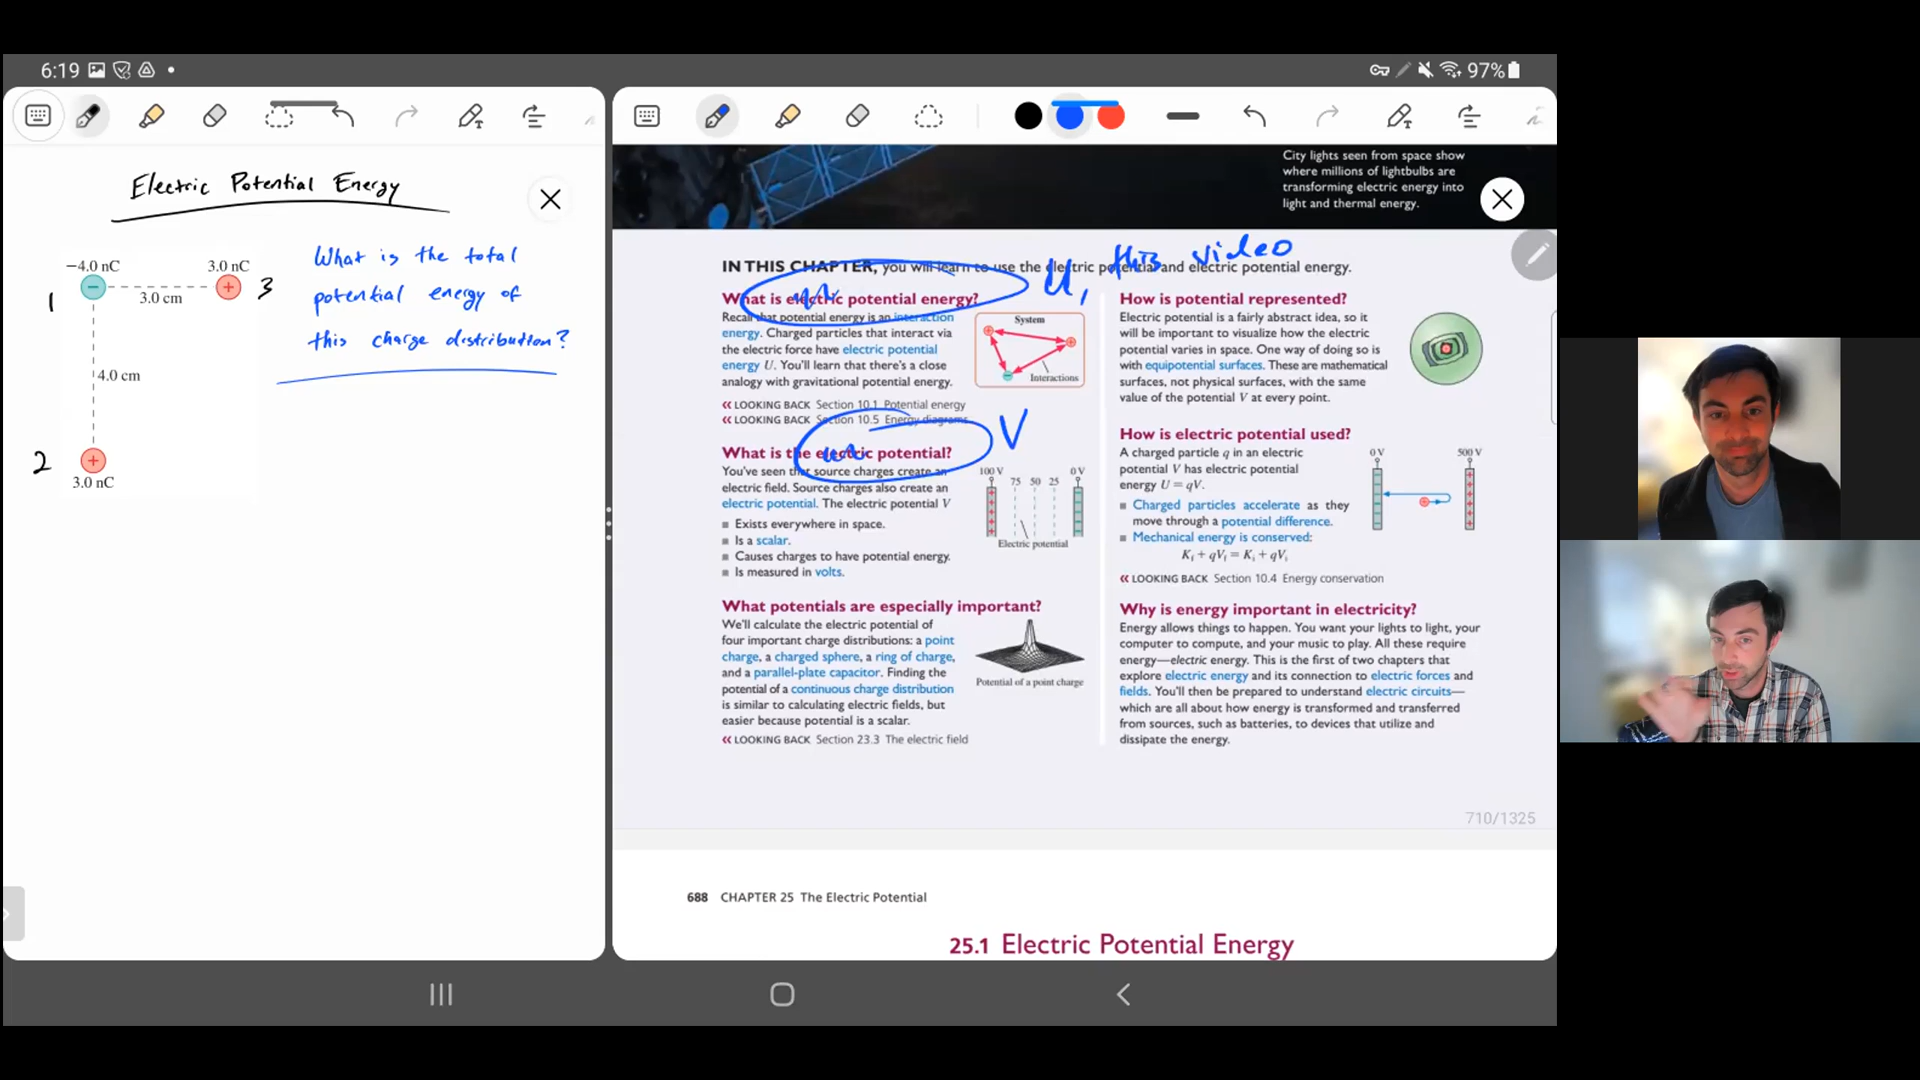 6:19
97%
Electric Potential Energy
−4.0 nC
3.0 nC
1
3
3.0 cm
4.0 cm
2
3.0 nC
What is the total
potential energy of
this charge distribution?
City lights seen from space show
where millions of lightbulbs are
transforming electric energy into
light and thermal energy.
U, this video
IN THIS CHAPTER, you will learn to use the electric potential and electric potential energy.
What is electric potential energy?
Recall that potential energy is an interaction
energy. Charged particles that interact via
the electric force have electric potential
energy U. You'll learn that there's a close
analogy with gravitational potential energy.
System
Interactions
« LOOKING BACK Section 10.1 Potential energy
« LOOKING BACK Section 10.5 Energy diagrams
V
What is the electric potential?
You've seen that source charges create an
electric field. Source charges also create an
electric potential. The electric potential V
■ Exists everywhere in space.
■ Is a scalar.
■ Causes charges to have potential energy.
■ Is measured in volts.
100 V
0 V
75 50 25
Electric potential
What potentials are especially important?
We'll calculate the electric potential of
four important charge distributions: a point
charge, a charged sphere, a ring of charge,
and a parallel-plate capacitor. Finding the
potential of a continuous charge distribution
is similar to calculating electric fields, but
easier because potential is a scalar.
Potential of a point charge
« LOOKING BACK Section 23.3 The electric field
How is potential represented?
Electric potential is a fairly abstract idea, so it
will be important to visualize how the electric
potential varies in space. One way of doing so is
with equipotential surfaces. These are mathematical
surfaces, not physical surfaces, with the same
value of the potential V at every point.
How is electric potential used?
A charged particle q in an electric
potential V has electric potential
energy U = qV.
■ Charged particles accelerate as they
move through a potential difference.
■ Mechanical energy is conserved:
Kf + qVf = Ki + qVi
0 V
500 V
« LOOKING BACK Section 10.4 Energy conservation
Why is energy important in electricity?
Energy allows things to happen. You want your lights to light, your
computer to compute, and your music to play. All these require
energy—electric energy. This is the first of two chapters that
explore electric energy and its connection to electric forces and
fields. You'll then be prepared to understand electric circuits—
which are all about how energy is transformed and transferred
from sources, such as batteries, to devices that utilize and
dissipate the energy.
710/1325
688 CHAPTER 25 The Electric Potential
25.1 Electric Potential Energy